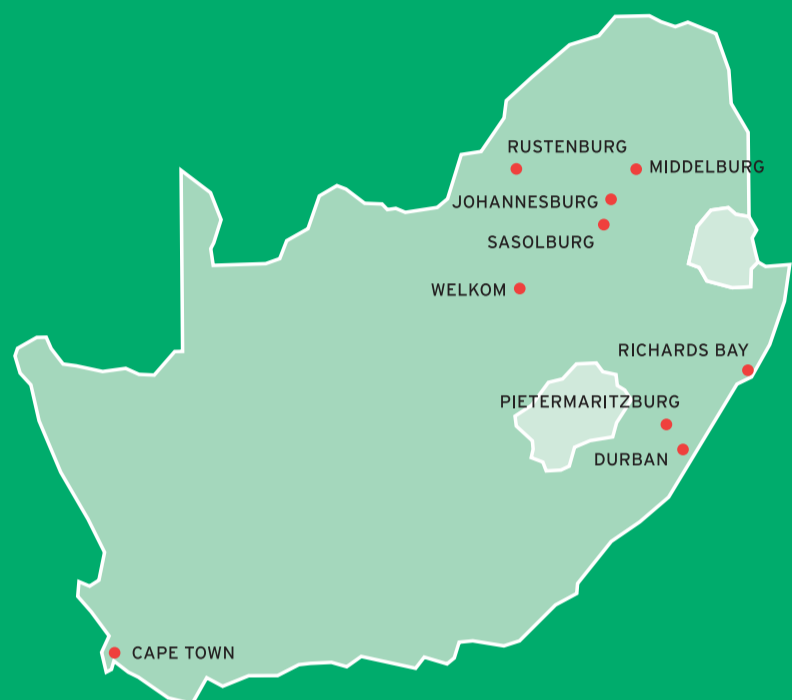 RUSTENBURG
MIDDELBURG
JOHANNESBURG
SASOLBURG
WELKOM
RICHARDS BAY
PIETERMARITZBURG
DURBAN
CAPE TOWN